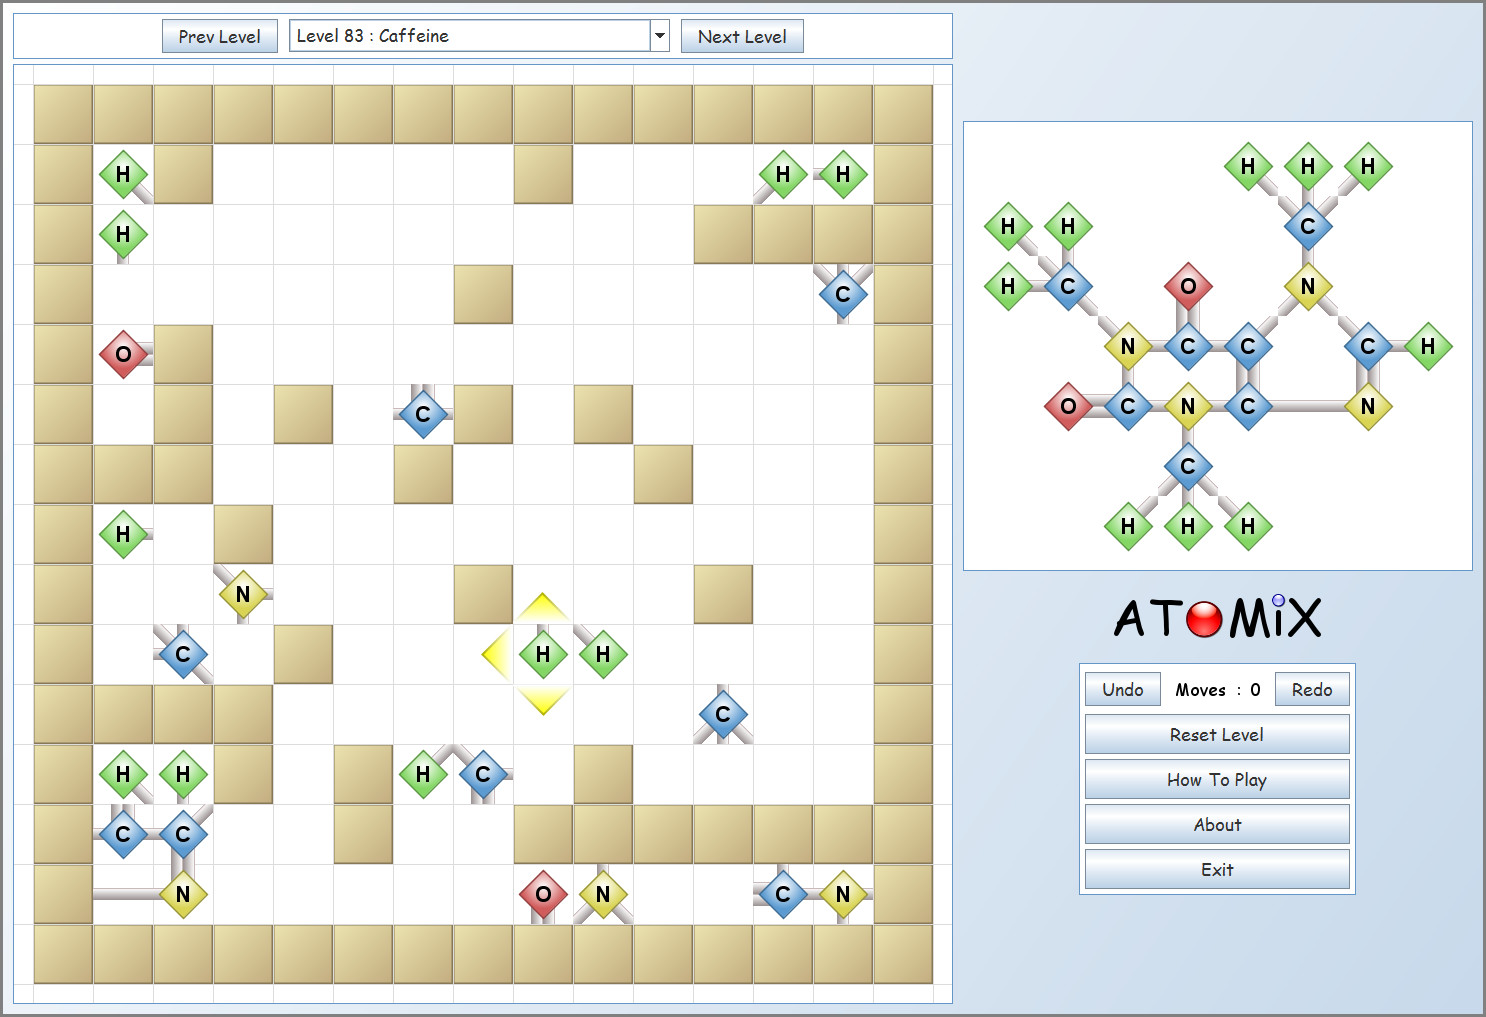 Prev Level Level 83 : Caffeine Next Level
H H H
H
C
O
C
H
N
C H H
C
H H H C
C C
N O N C N
H H H
H H C
H C O N
N C C C H
O C N C N
C
H H H
ATOMiX
Undo Moves : 0 Redo
Reset Level
How To Play
About
Exit